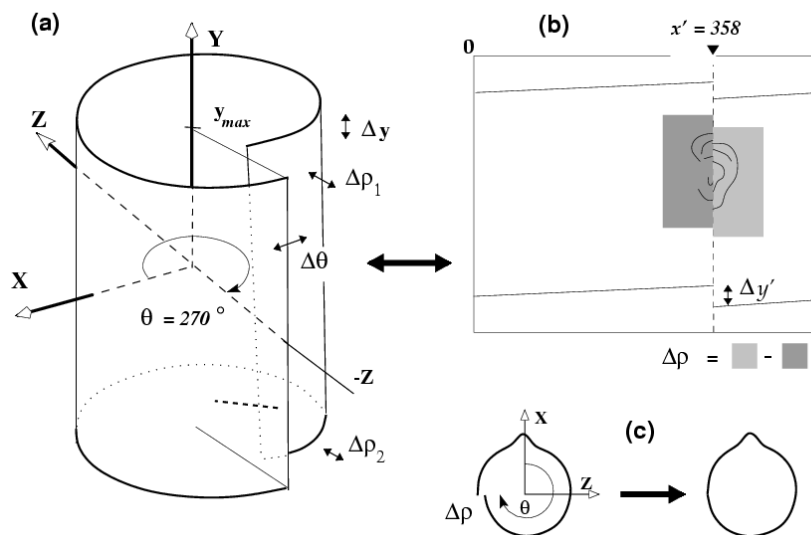 (a)
Y
Z
y_max
Δy
Δρ₁
Δθ
X
θ = 270°
-Z
Δρ₂
(b)
x' = 358
0
Δy'
Δρ = -
(c)
X
Z
θ
Δρ